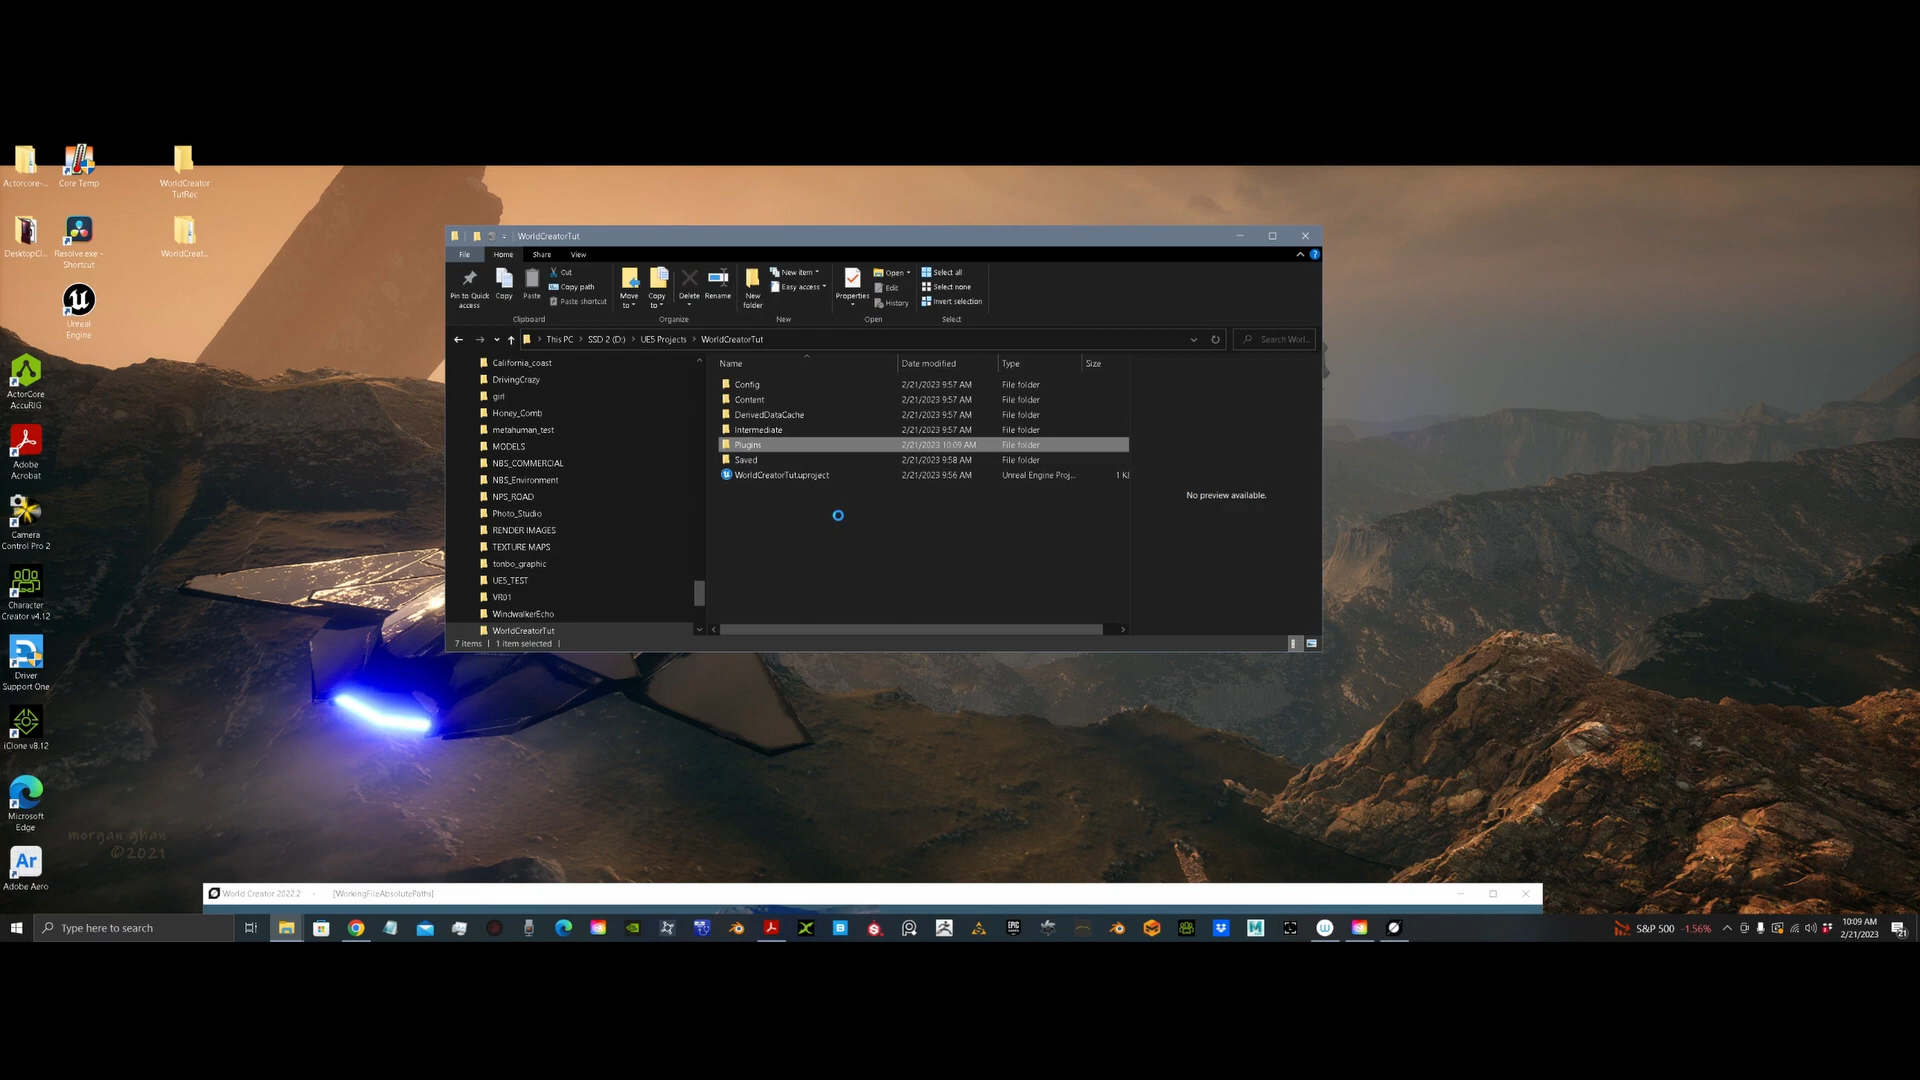 Actorcore-...
Core Temp
WorldCreator
TutRec
DesktopCl...
Resolve.exe -
Shortcut
WorldCreat...
Unreal
Engine
ActorCore
AccuRIG
Adobe
Acrobat
Camera
Control Pro 2
Character
Creator v4.12
Driver
Support One
iClone v8.12
Microsoft
Edge
Ar
Adobe Aero
morgan ghan
©2021
WorldCreatorTut
File Home Share View
Pin to Quick
access
Copy
Paste
Cut
Copy path
Paste shortcut
Clipboard
Move
to
Copy
to
Delete
Rename
Organize
New
folder
New item
Easy access
New
Properties
Open
Edit
History
Open
Select all
Select none
Invert selection
Select
This PC > SSD 2 (D:) > UE5 Projects > WorldCreatorTut
Search Worl...
California_coast
DrivingCrazy
girl
Honey_Comb
metahuman_test
MODELS
NBS_COMMERCIAL
NBS_Environment
NPS_ROAD
Photo_Studio
RENDER IMAGES
TEXTURE MAPS
tonbo_graphic
UE5_TEST
VR01
WindwalkerEcho
WorldCreatorTut
Name Date modified Type Size
Config 2/21/2023 9:57 AM File folder
Content 2/21/2023 9:57 AM File folder
DerivedDataCache 2/21/2023 9:57 AM File folder
Intermediate 2/21/2023 9:57 AM File folder
Plugins 2/21/2023 10:09 AM File folder
Saved 2/21/2023 9:58 AM File folder
WorldCreatorTut.uproject 2/21/2023 9:56 AM Unreal Engine Proj... 1 K
No preview available.
7 items 1 item selected
World Creator 2022.2 - [WorkingFileAbsolutePaths]
Type here to search
EPIC
S&P 500 -1.56%
10:09 AM
2/21/2023
21